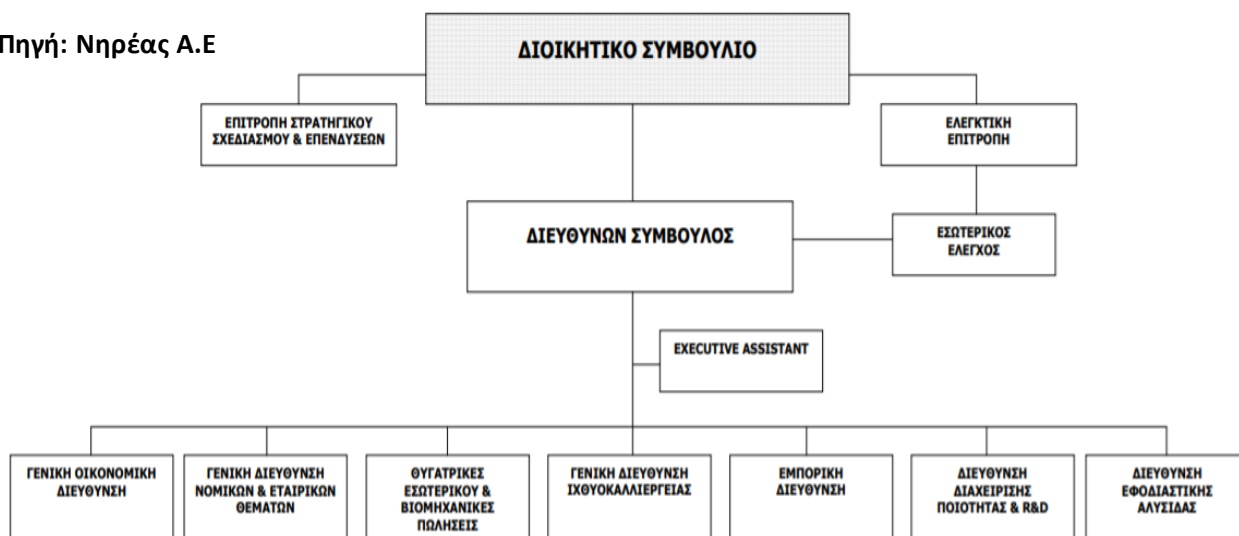 Πηγή: Νηρέας Α.Ε
ΔΙΟΙΚΗΤΙΚΟ ΣΥΜΒΟΥΛΙΟ
ΕΠΙΤΡΟΠΗ ΣΤΡΑΤΗΓΙΚΟΥ
ΣΧΕΔΙΑΣΜΟΥ & ΕΠΕΝΔΥΣΕΩΝ
ΕΛΕΓΚΤΙΚΗ
ΕΠΙΤΡΟΠΗ
ΔΙΕΥΘΥΝΩΝ ΣΥΜΒΟΥΛΟΣ
ΕΣΩΤΕΡΙΚΟΣ
ΕΛΕΓΧΟΣ
EXECUTIVE ASSISTANT
ΓΕΝΙΚΗ ΟΙΚΟΝΟΜΙΚΗ
ΔΙΕΥΘΥΝΣΗ
ΓΕΝΙΚΗ ΔΙΕΥΘΥΝΣΗ
ΝΟΜΙΚΩΝ & ΕΤΑΙΡΙΚΩΝ
ΘΕΜΑΤΩΝ
ΘΥΓΑΤΡΙΚΕΣ
ΕΣΩΤΕΡΙΚΟΥ &
ΒΙΟΜΗΧΑΝΙΚΕΣ
ΠΩΛΗΣΕΙΣ
ΓΕΝΙΚΗ ΔΙΕΥΘΥΝΣΗ
ΙΧΘΥΟΚΑΛΛΙΕΡΓΕΙΑΣ
ΕΜΠΟΡΙΚΗ
ΔΙΕΥΘΥΝΣΗ
ΔΙΕΥΘΥΝΣΗ
ΔΙΑΧΕΙΡΙΣΗΣ
ΠΟΙΟΤΗΤΑΣ & R&D
ΔΙΕΥΘΥΝΣΗ
ΕΦΟΔΙΑΣΤΙΚΗΣ
ΑΛΥΣΙΔΑΣ